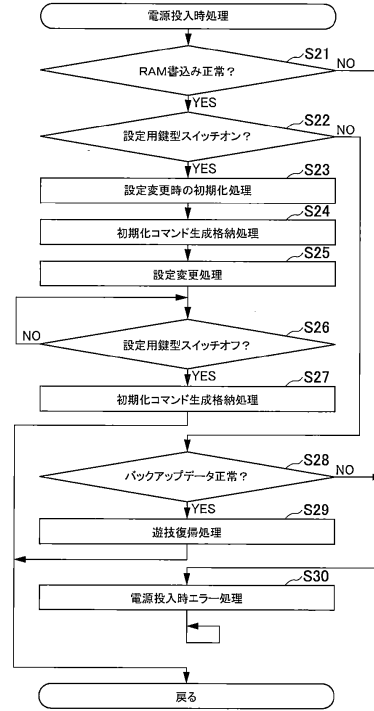 電源投入時処理
S21
RAM書込み正常?
NO
YES
S22
設定用鍵型スイッチオン?
NO
YES
S23
設定変更時の初期化処理
S24
初期化コマンド生成格納処理
S25
設定変更処理
S26
設定用鍵型スイッチオフ?
NO
YES
S27
初期化コマンド生成格納処理
S28
バックアップデータ正常?
NO
YES
S29
遊技復帰処理
S30
電源投入時エラー処理
戻る